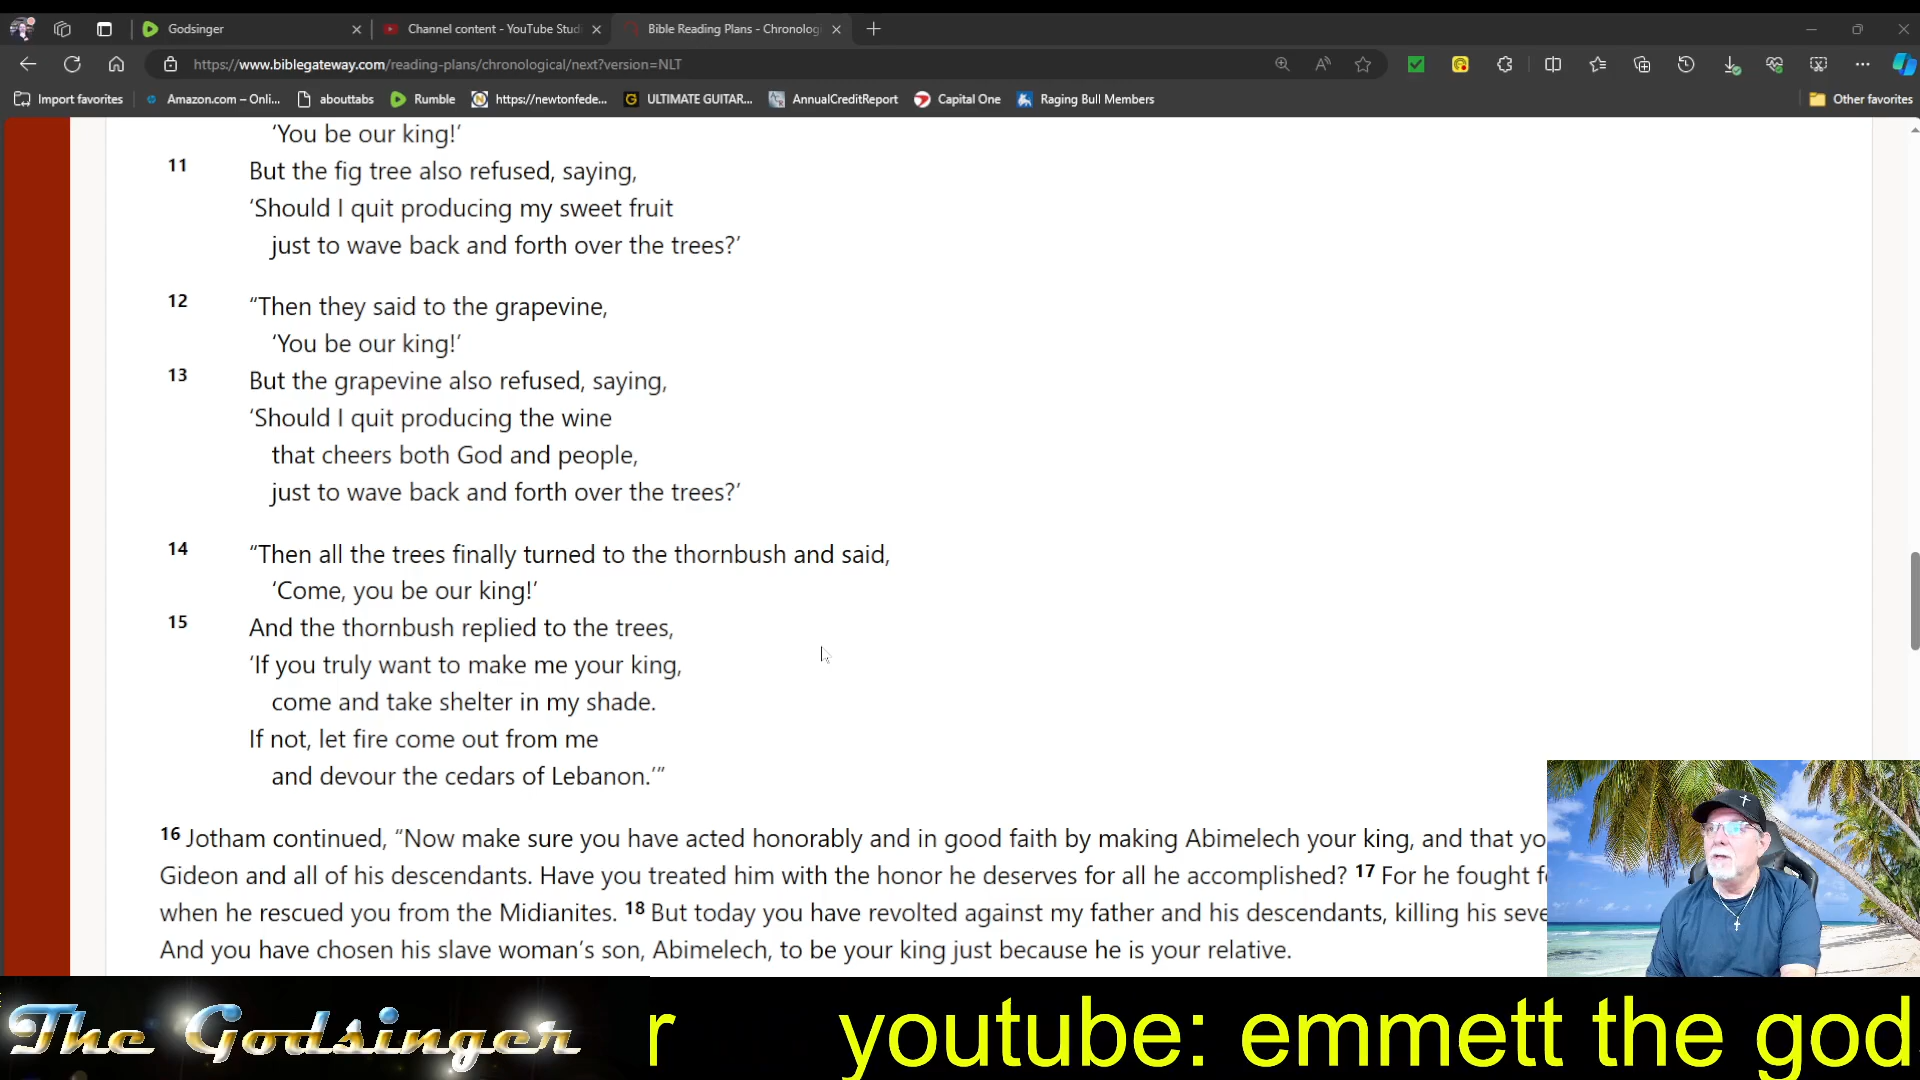 Godsinger
Channel content - YouTube Stud
Bible Reading Plans - Chronolog
https://www.biblegateway.com/reading-plans/chronological/next?version=NLT
Import favorites
Amazon.com – Onli...
abouttabs
Rumble
https://newtonfede...
ULTIMATE GUITAR...
AnnualCreditReport
Capital One
Raging Bull Members
Other favorites
‘You be our king!’
11 But the fig tree also refused, saying,
‘Should I quit producing my sweet fruit
just to wave back and forth over the trees?’
12 “Then they said to the grapevine,
‘You be our king!’
13 But the grapevine also refused, saying,
‘Should I quit producing the wine
that cheers both God and people,
just to wave back and forth over the trees?’
14 “Then all the trees finally turned to the thornbush and said,
‘Come, you be our king!’
15 And the thornbush replied to the trees,
‘If you truly want to make me your king,
come and take shelter in my shade.
If not, let fire come out from me
and devour the cedars of Lebanon.’”
16 Jotham continued, “Now make sure you have acted honorably and in good faith by making Abimelech your king, and that yo
Gideon and all of his descendants. Have you treated him with the honor he deserves for all he accomplished? 17 For he fought f
when he rescued you from the Midianites. 18 But today you have revolted against my father and his descendants, killing his seve
And you have chosen his slave woman’s son, Abimelech, to be your king just because he is your relative.
The Godsinger
r youtube: emmett the god